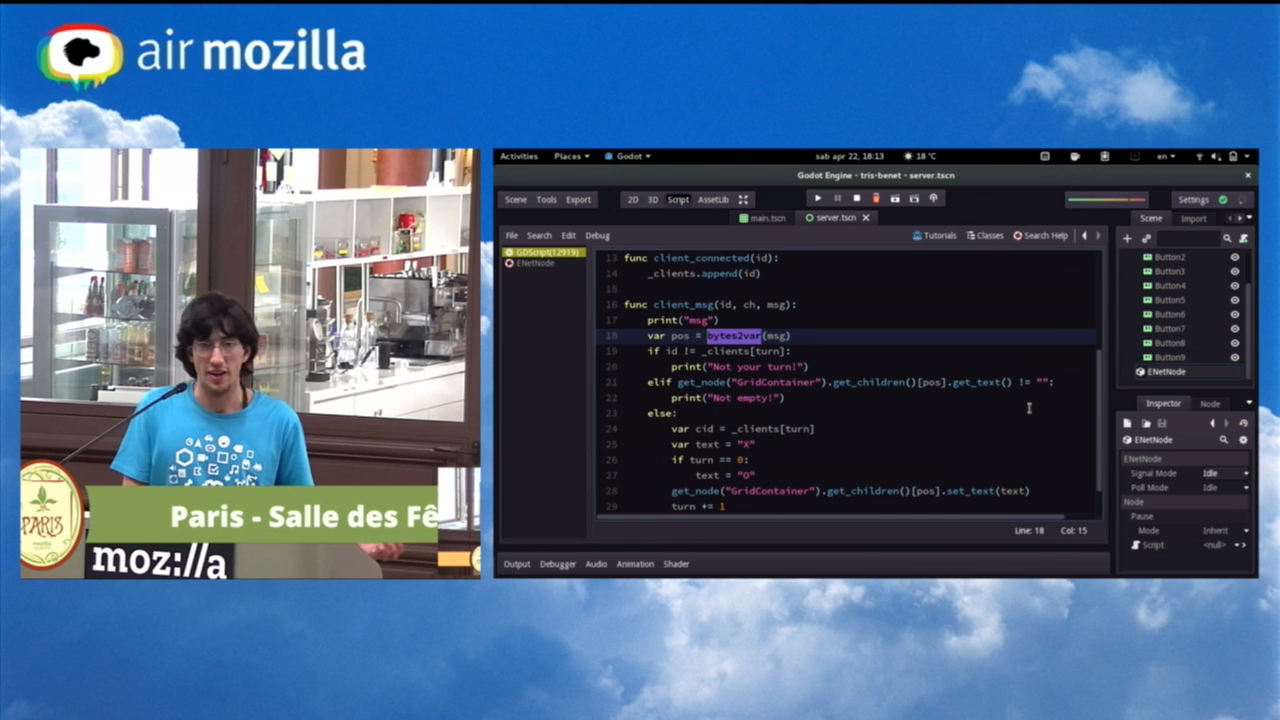 air mozilla
PARIS
mozilla
Paris - Salle des Fê
moz://a
Activities Places Godot sab apr 22, 18:13 18 °C en
Godot Engine - tris-benet - server.tscn
Scene Tools Export 2D 3D Script AssetLib Settings
main.tscn server.tscn
Scene Import
File Search Edit Debug Tutorials Classes Search Help
GDScript(12919)
ENetNode
13 func client_connected(id):
14 _clients.append(id)
15
16 func client_msg(id, ch, msg):
17 print("msg")
18 var pos = bytes2var(msg)
19 if id != _clients[turn]:
20 print("Not your turn!")
21 elif get_node("GridContainer").get_children()[pos].get_text() != "":
22 print("Not empty!")
23 else:
24 var cid = _clients[turn]
25 var text = "X"
26 if turn == 0:
27 text = "O"
28 get_node("GridContainer").get_children()[pos].set_text(text)
29 turn += 1
Line: 18 Col: 15
Output Debugger Audio Animation Shader
Button2
Button3
Button4
Button5
Button6
Button7
Button8
Button9
ENetNode
Inspector Node
ENetNode
ENetNode
Signal Mode Idle
Poll Mode Idle
Node
Pause
Mode Inherit
Script <null>